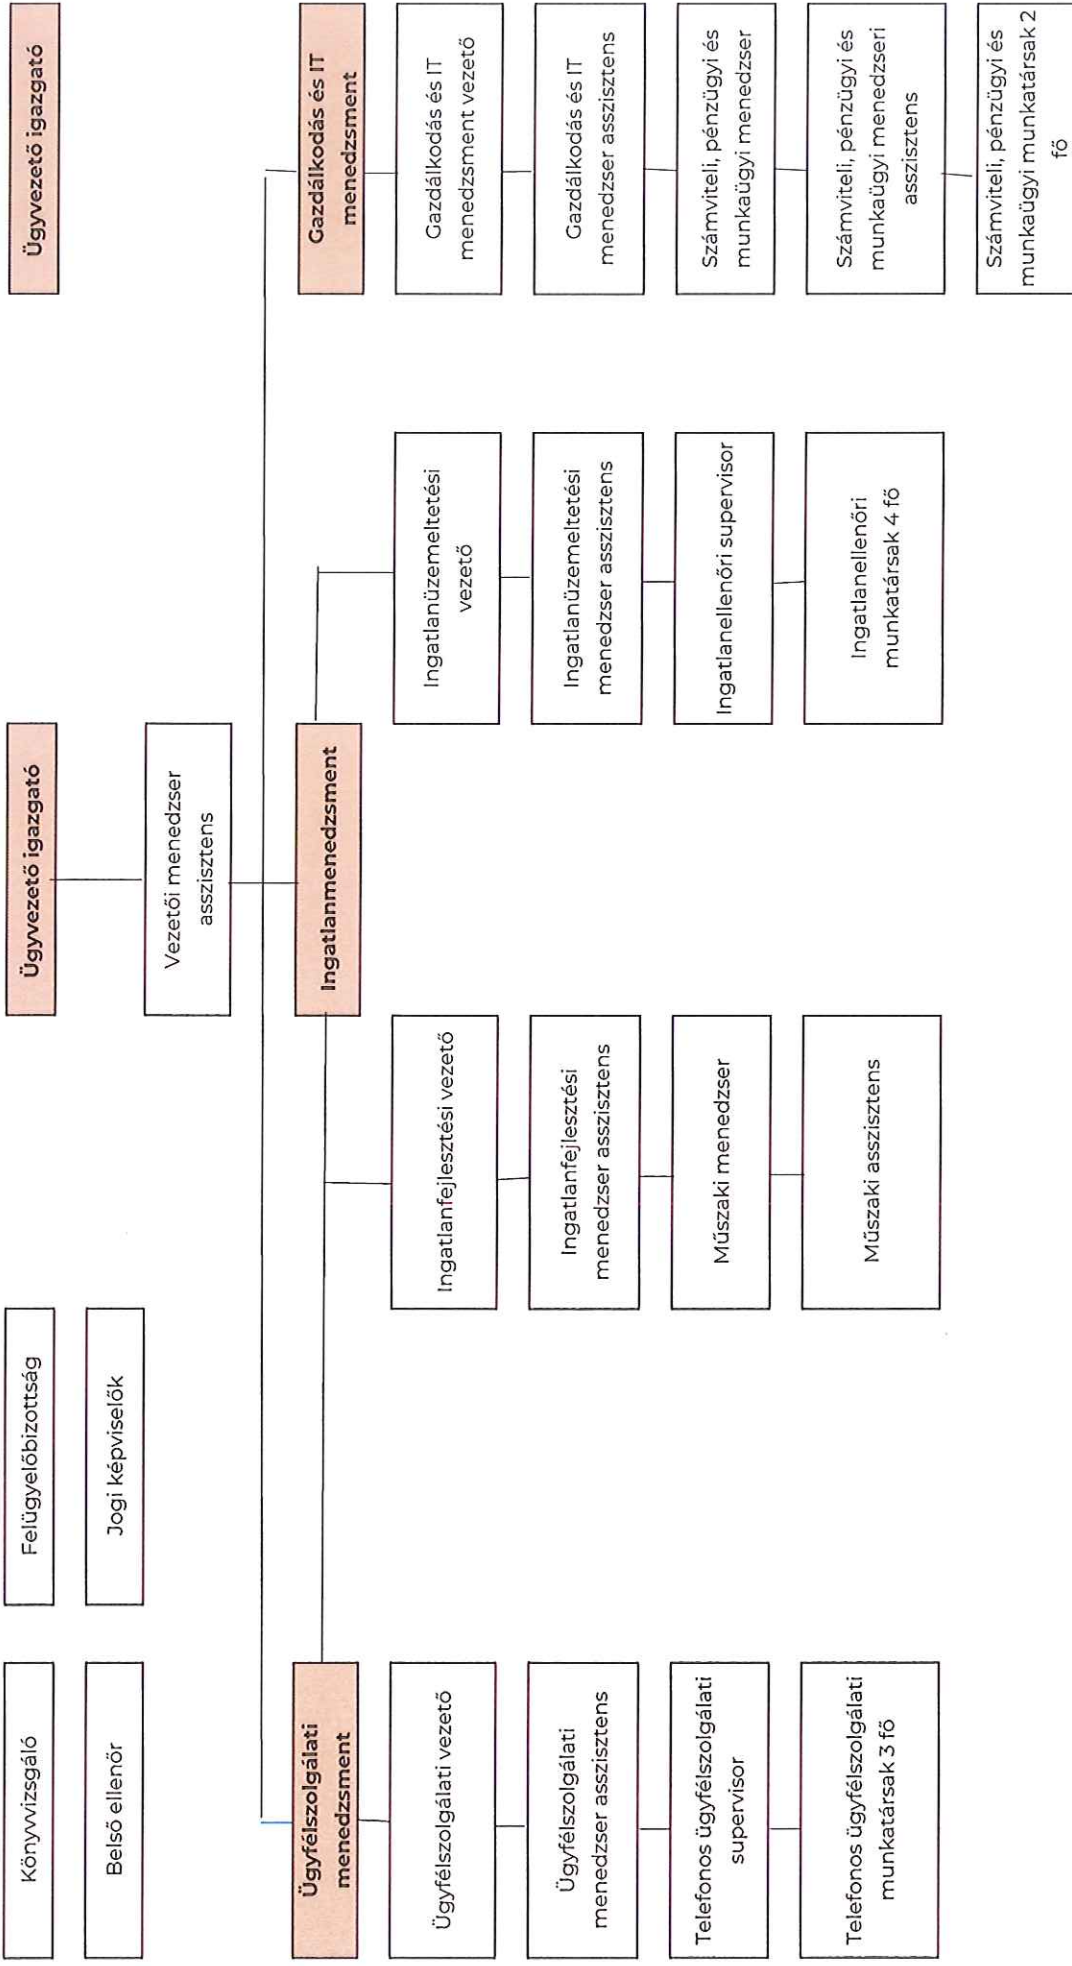 Könyvvizsgáló
Felügyelőbizottság
Ügyvezető igazgató
Ügyvezető igazgató
Belső ellenőr
Jogi képviselők
Vezetői menedzser
asszisztens
Ügyfélszolgálati
menedzsment
Ingatlanmenedzsment
Gazdálkodás és IT
menedzsment
Ügyfélszolgálati vezető
Ügyfélszolgálati
menedzser asszisztens
Telefonos ügyfélszolgálati
supervisor
Telefonos ügyfélszolgálati
munkatársak 3 fő
Ingatlanfejlesztési vezető
Ingatlanfejlesztési
menedzser asszisztens
Műszaki menedzser
Műszaki asszisztens
Ingatlanüzemeltetési
vezető
Ingatlanüzemeltetési
menedzser asszisztens
Ingatlanellenőri supervisor
Ingatlanellenőri
munkatársak 4 fő
Gazdálkodás és IT
menedzsment vezető
Gazdálkodás és IT
menedzser asszisztens
Számviteli, pénzügyi és
munkaügyi menedzser
Számviteli, pénzügyi és
munkaügyi menedzseri
asszisztens
Számviteli, pénzügyi és
munkaügyi munkatársak 2
fő